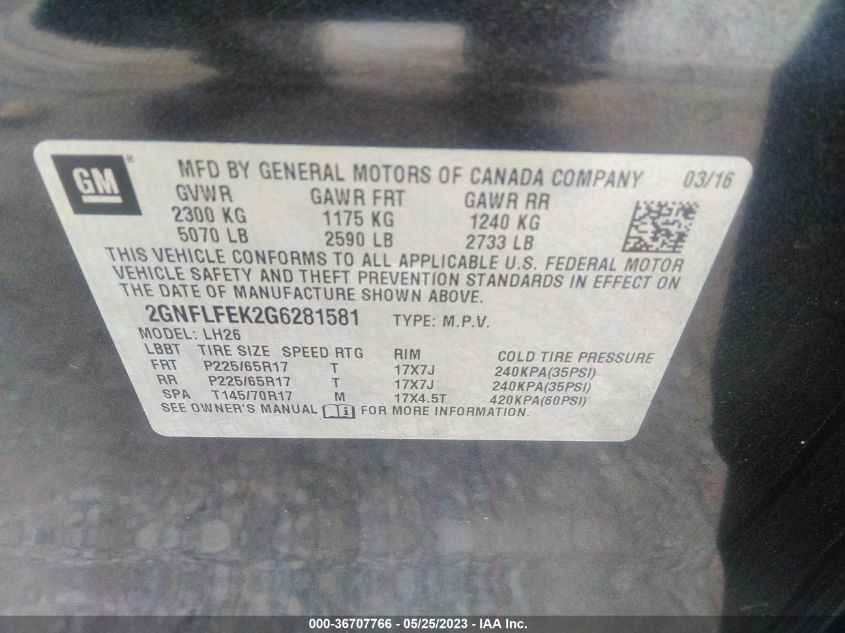 GM ®
MFD BY GENERAL MOTORS OF CANADA COMPANY 03/16
GVWR GAWR FRT GAWR RR
2300 KG 1175 KG 1240 KG
5070 LB 2590 LB 2733 LB
THIS VEHICLE CONFORMS TO ALL APPLICABLE U.S. FEDERAL MOTOR
VEHICLE SAFETY AND THEFT PREVENTION STANDARDS IN EFFECT ON
THE DATE OF MANUFACTURE SHOWN ABOVE.
2GNFLFEK2G6281581 TYPE: M.P.V.
MODEL: LH26
LBBT TIRE SIZE SPEED RTG RIM COLD TIRE PRESSURE
FRT P225/65R17 T 17X7J 240KPA(35PSI)
RR P225/65R17 T 17X7J 240KPA(35PSI)
SPA T145/70R17 M 17X4.5T 420KPA(60PSI)
SEE OWNER'S MANUAL FOR MORE INFORMATION.
000-36707766 - 05/25/2023 - IAA Inc.